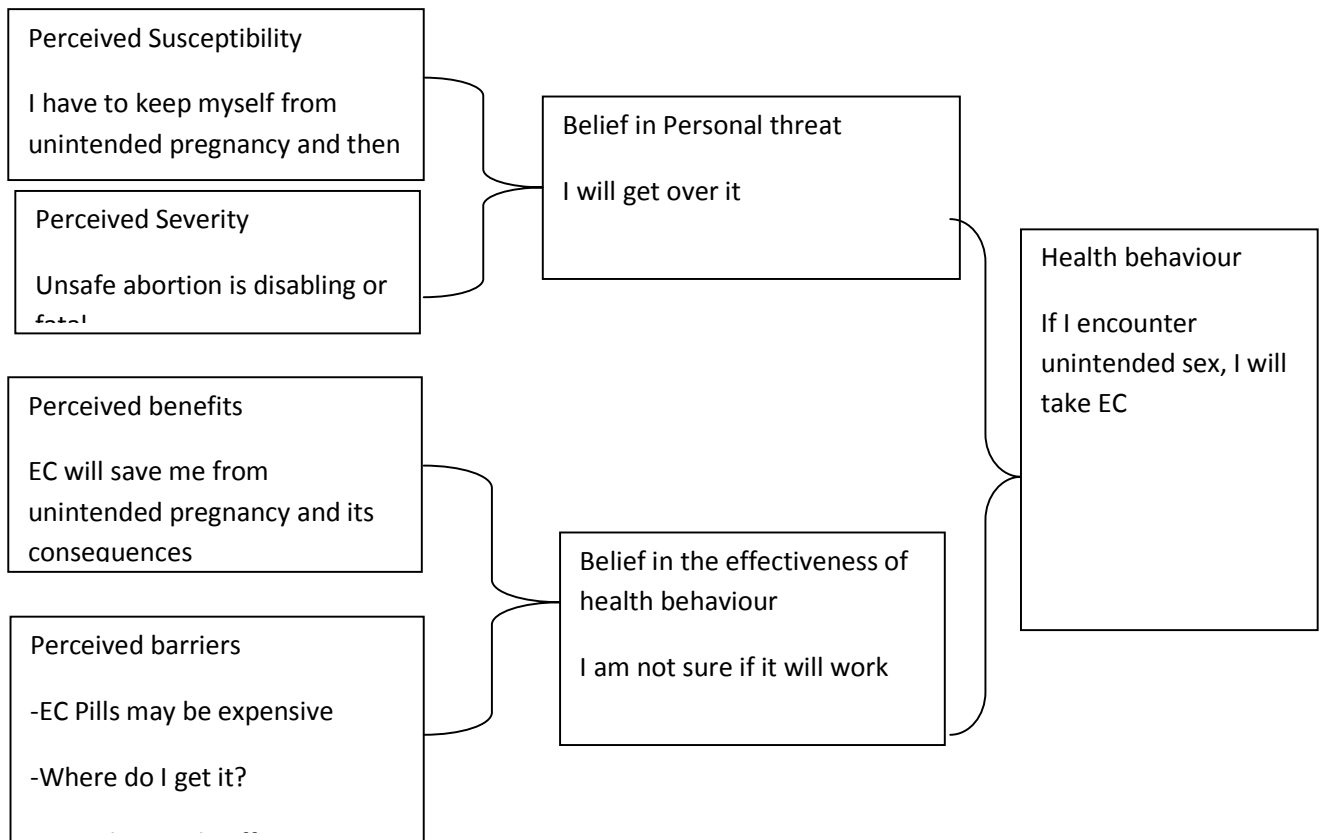 Perceived Susceptibility
I have to keep myself from
unintended pregnancy and then
Perceived Severity
Unsafe abortion is disabling or
Belief in Personal threat
I will get over it
Perceived benefits
EC will save me from
unintended pregnancy and its
consequences
Perceived barriers
-EC Pills may be expensive
-Where do I get it?
Belief in the effectiveness of
health behaviour
I am not sure if it will work
Health behaviour
If I encounter
unintended sex, I will
take EC